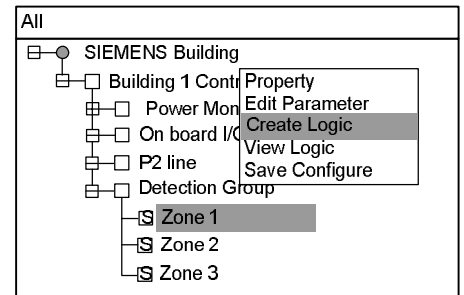 All
SIEMENS Building
Building 1 Contr
Property
Power Mon
Edit Parameter
On board I/O
Create Logic
View Logic
P2 line
Save Configure
Detection Group
Zone 1
Zone 2
Zone 3